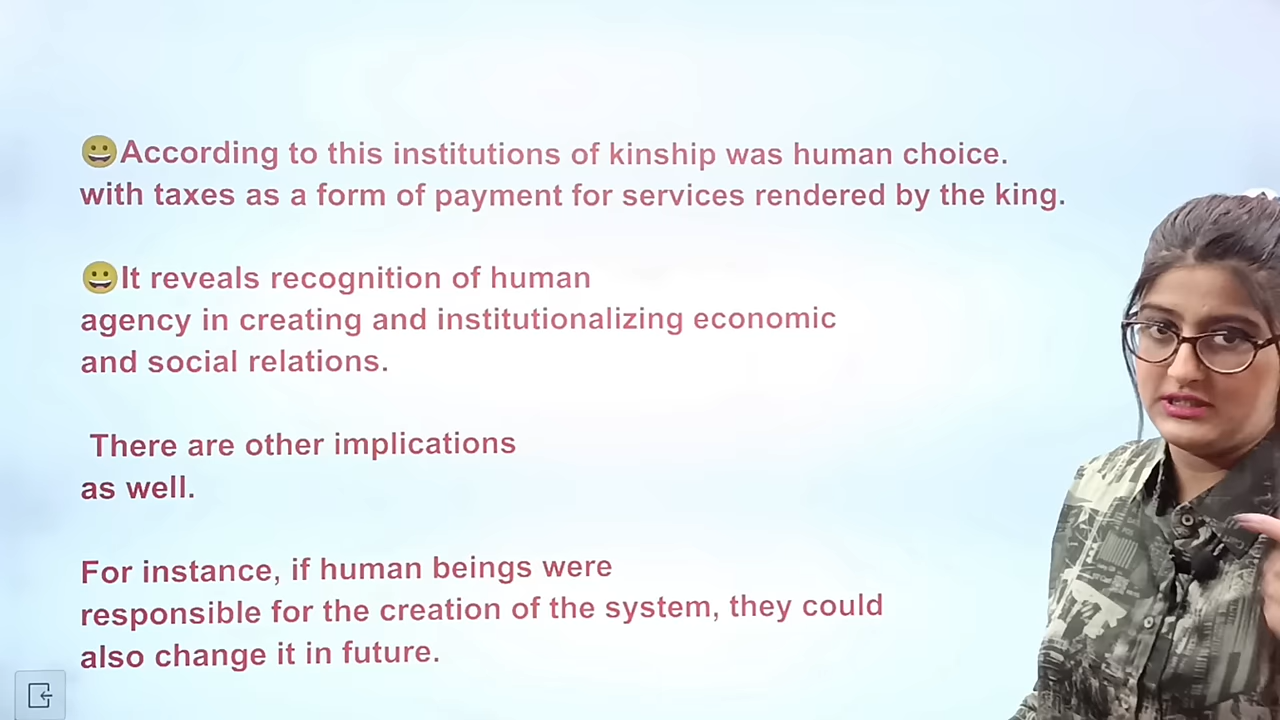 😀According to this institutions of kinship was human choice.
with taxes as a form of payment for services rendered by the king.
😀It reveals recognition of human
agency in creating and institutionalizing economic
and social relations.
There are other implications
as well.
For instance, if human beings were
responsible for the creation of the system, they could
also change it in future.